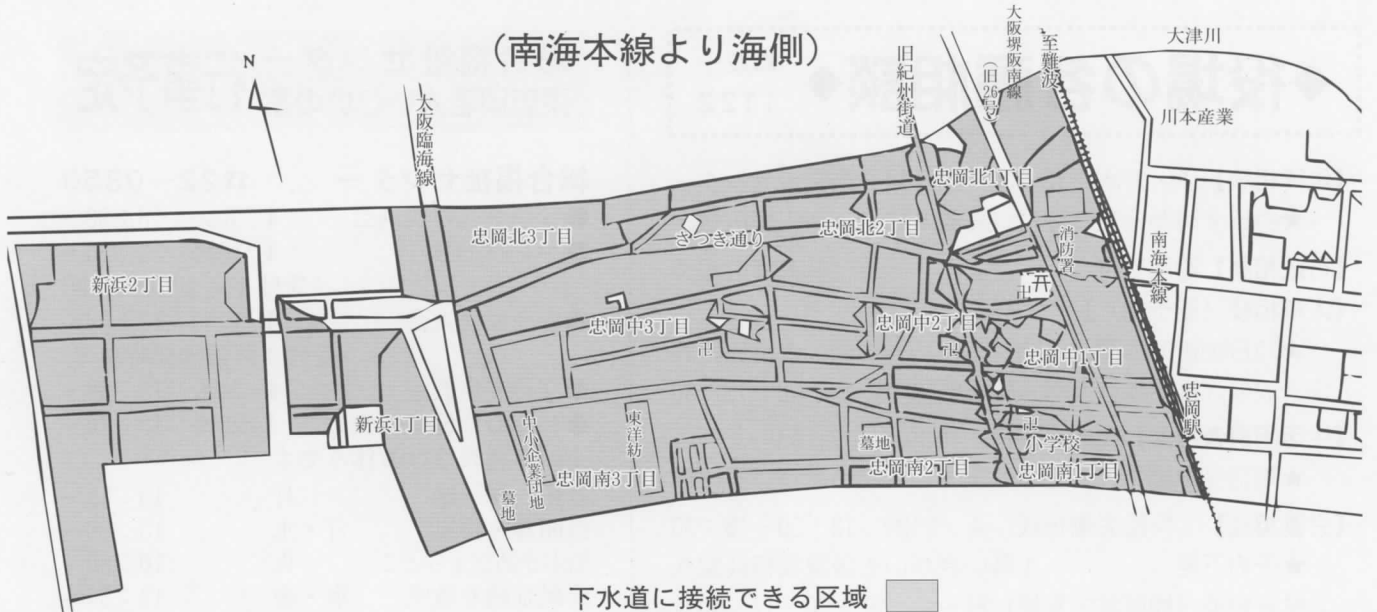 (南海本線より海側)
N
大阪臨海線
旧紀州街道
大阪堺阪南線
(旧26号)
至難波
大津川
川本産業
忠岡北1丁目
忠岡北3丁目
さつき通り
忠岡北2丁目
消防署
南海本線
新浜2丁目
忠岡中3丁目
忠岡中2丁目
忠岡中1丁目
卍
卍
卍
卍
新浜1丁目
中小企業団地
東洋紡
忠岡駅
墓地
小学校
忠岡南3丁目
忠岡南2丁目
忠岡南1丁目
墓地
下水道に接続できる区域